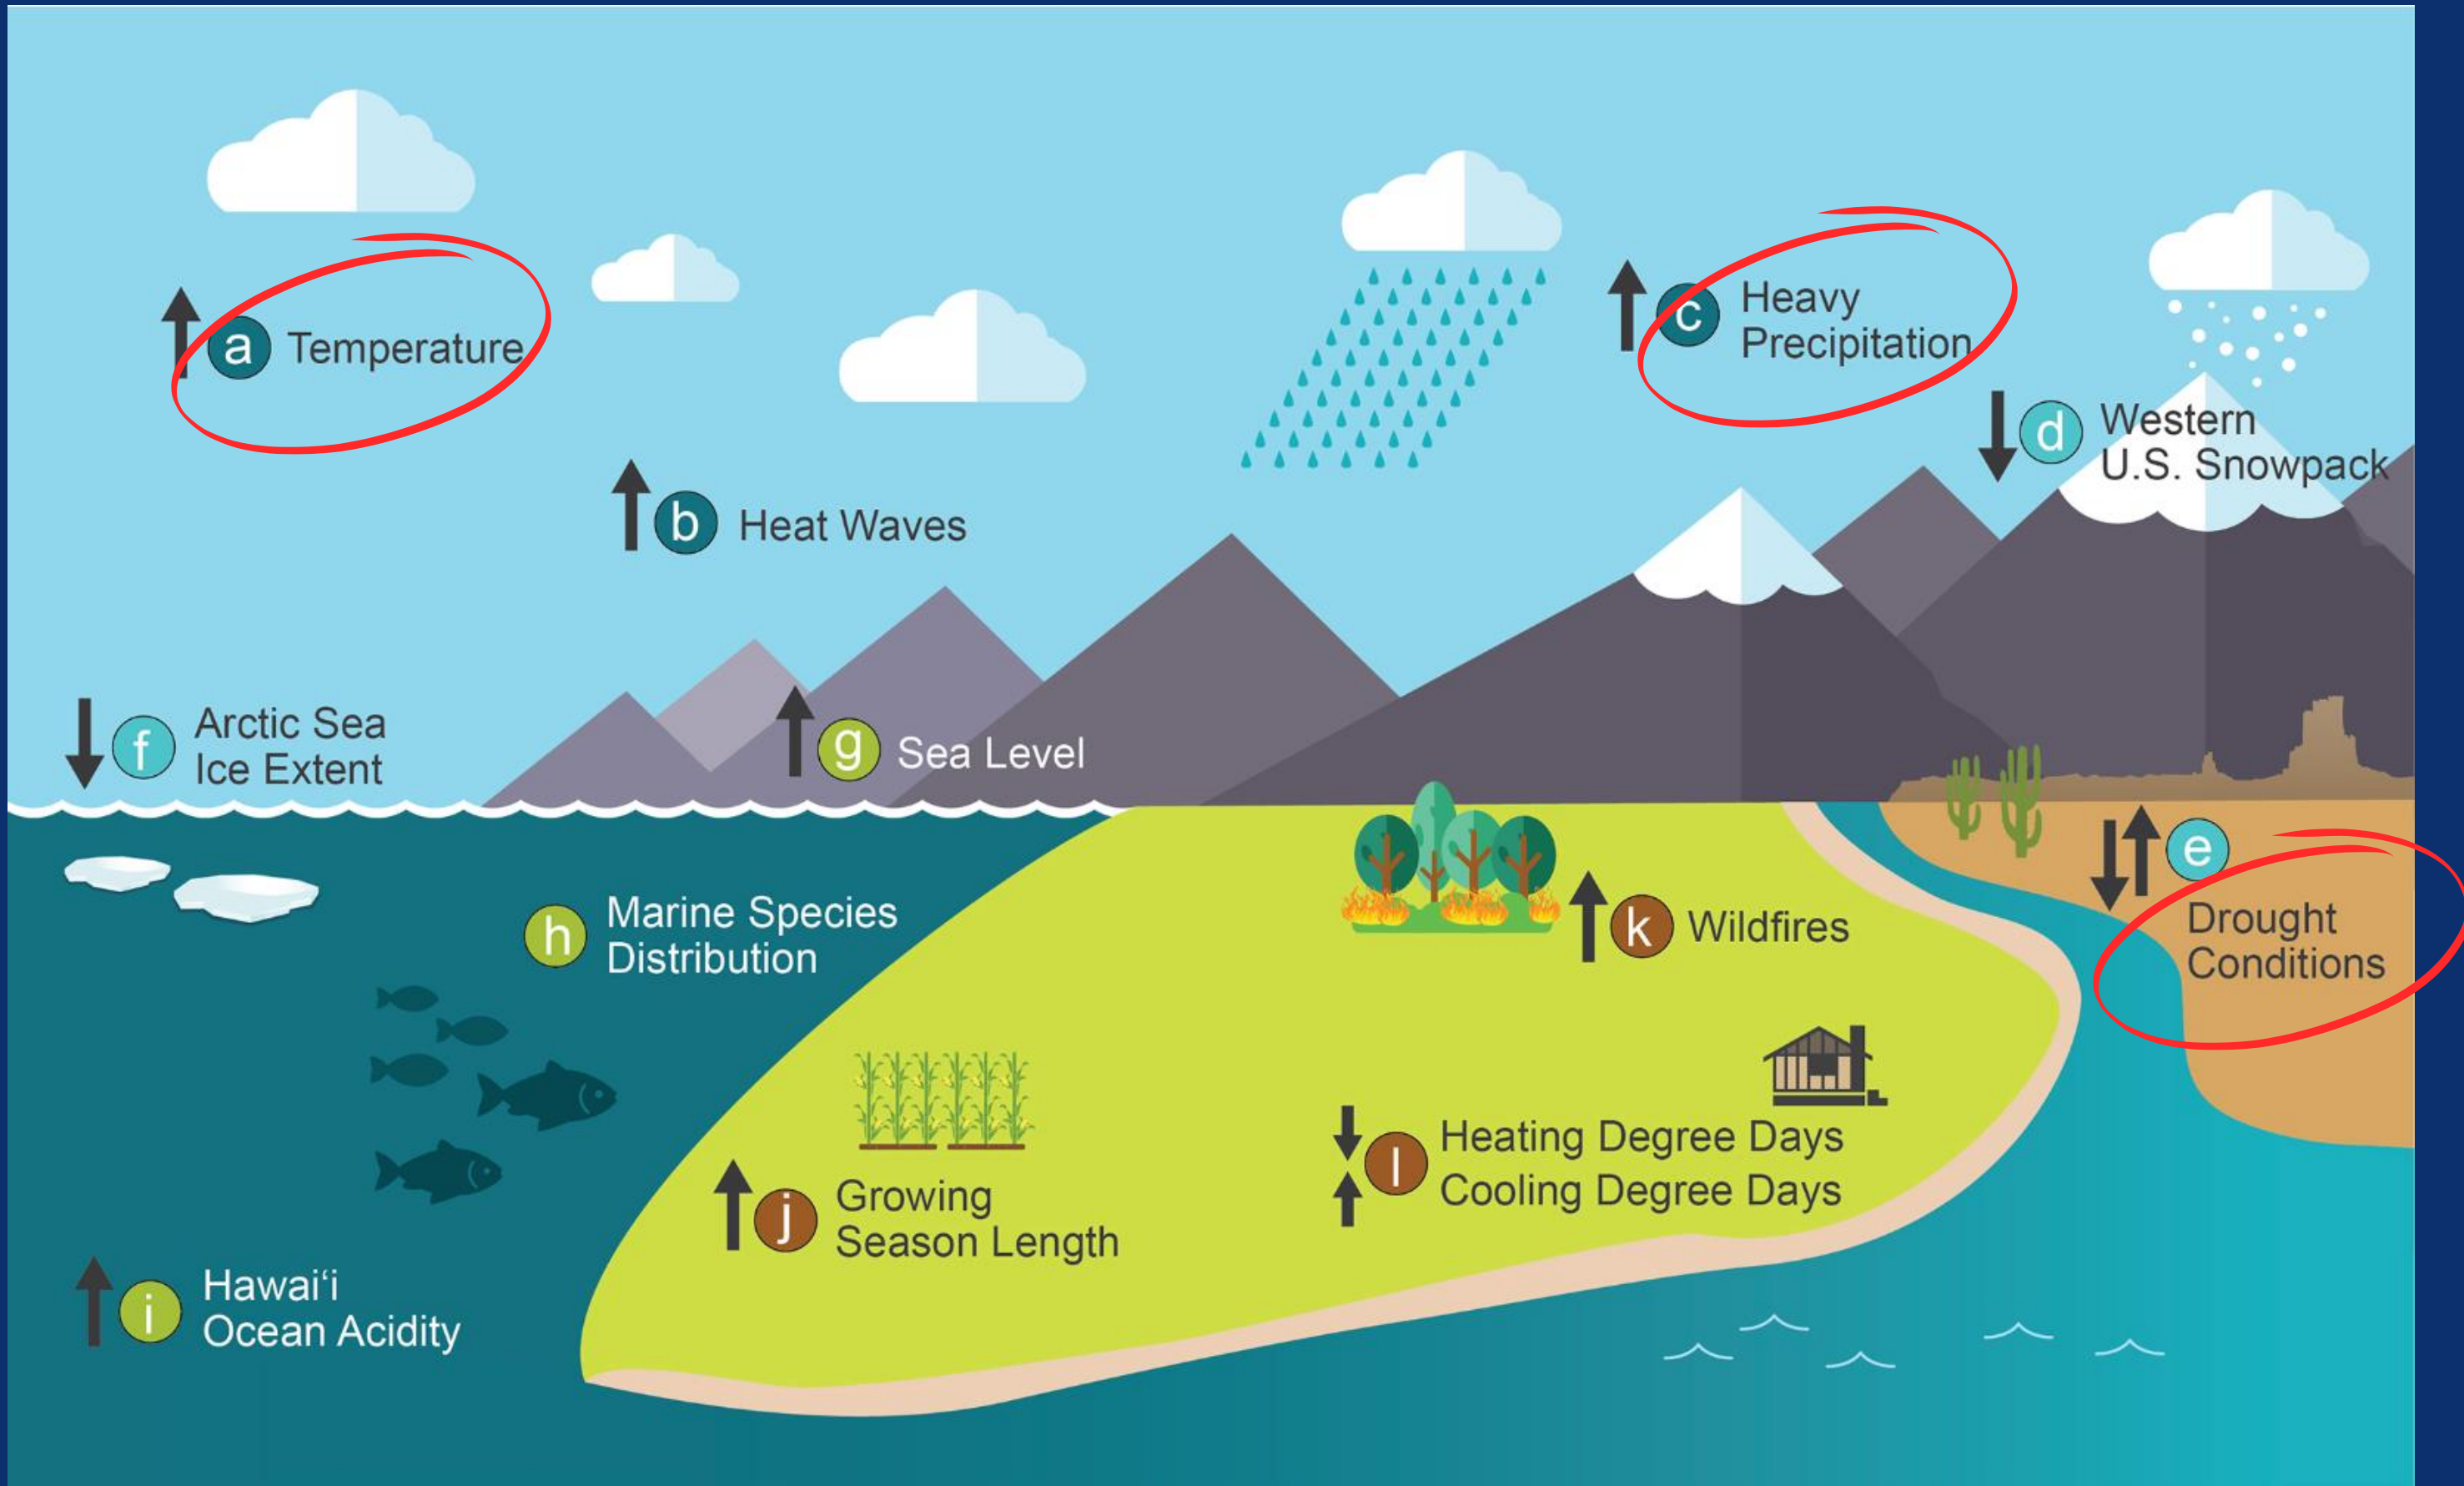 a Temperature
b Heat Waves
c Heavy
Precipitation
d Western
U.S. Snowpack
e
Drought
Conditions
f Arctic Sea
Ice Extent
g Sea Level
h Marine Species
Distribution
i Hawaiʻi
Ocean Acidity
j Growing
Season Length
k Wildfires
l Heating Degree Days
Cooling Degree Days